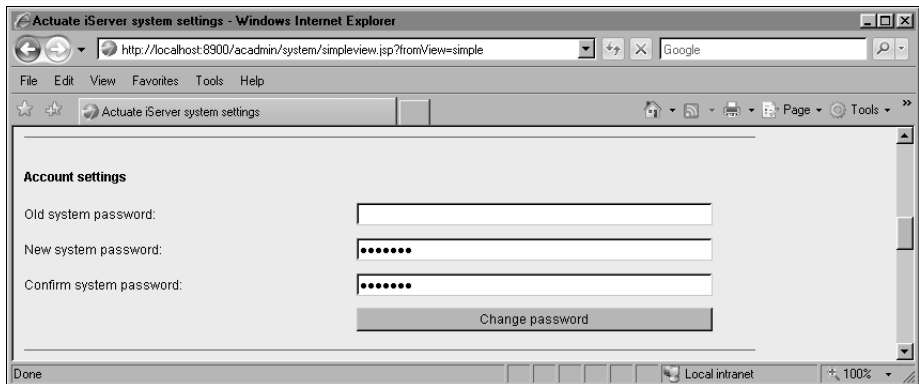 Actuate iServer system settings - Windows Internet Explorer
http://localhost:8900/acadmin/system/simpleview.jsp?fromView=simple
Google
File Edit View Favorites Tools Help
Actuate iServer system settings
Page Tools »
Account settings
Old system password:
New system password: •••••••
Confirm system password: •••••••
Change password
Done
Local intranet
100%